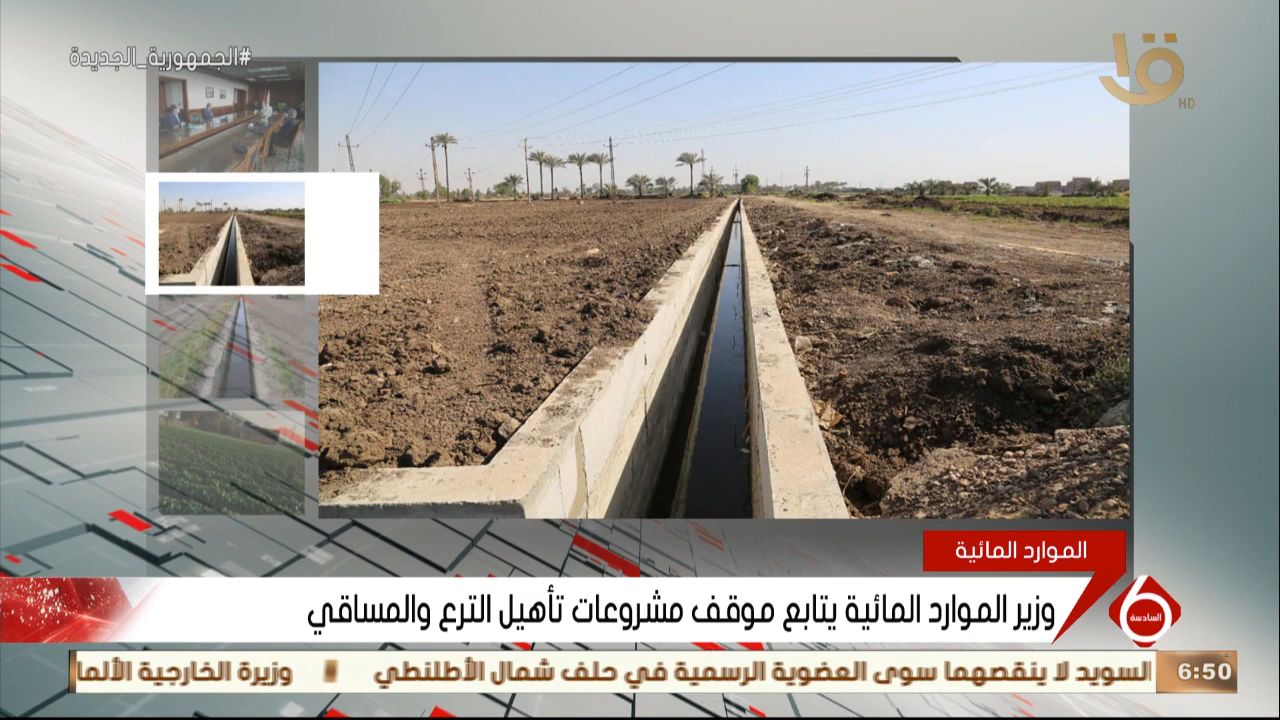 #الجمهورية_الجديدة
HD
الموارد المائية
وزير الموارد المائية يتابع موقف مشروعات تأهيل الترع والمساقي
السادسة
6:50
السويد لا ينقصهما سوى العضوية الرسمية في حلف شمال الأطلنطي
وزيرة الخارجية الألما